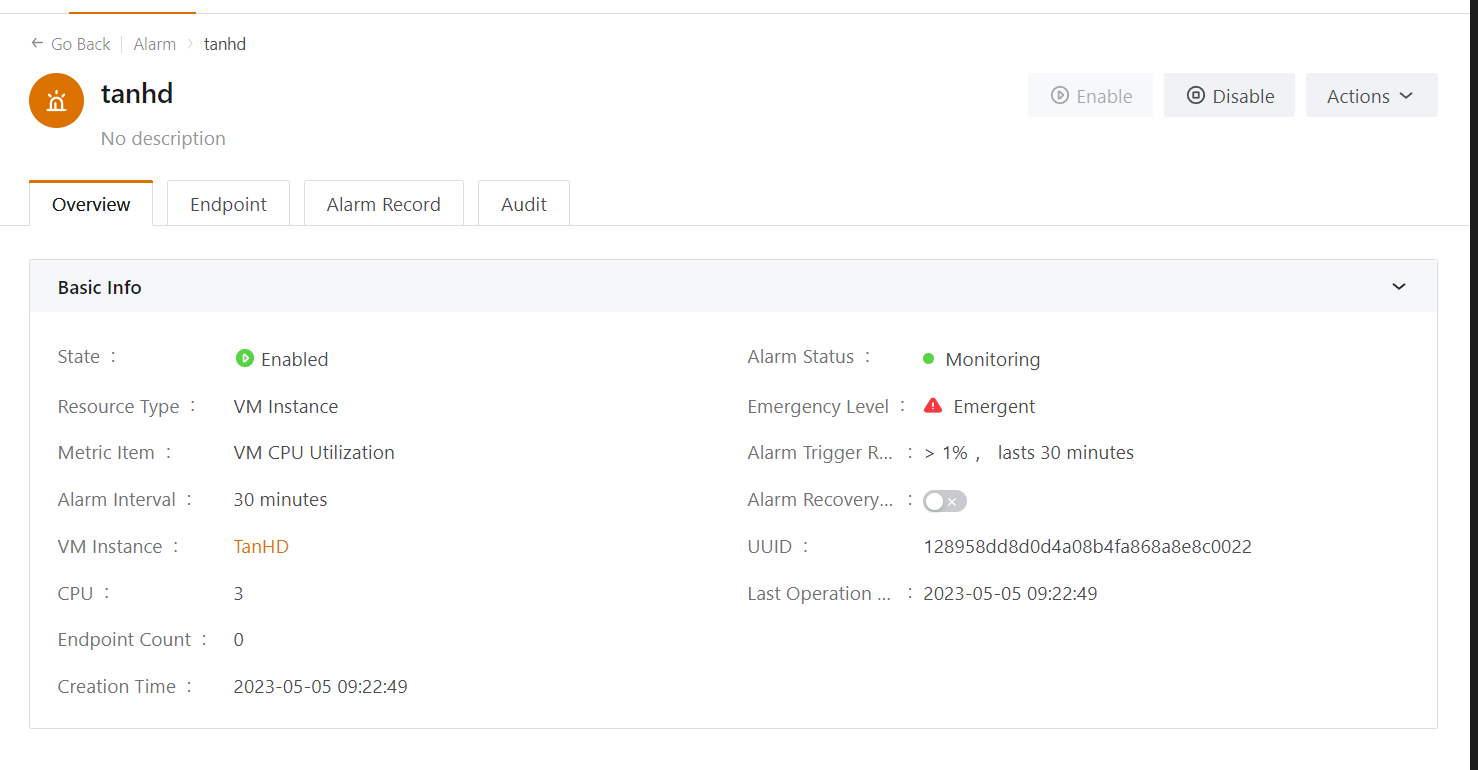 Go Back Alarm tanhd
tanhd
Enable Disable Actions
No description
Overview Endpoint Alarm Record Audit
Basic Info
State : Enabled Alarm Status : Monitoring
Resource Type : VM Instance Emergency Level : Emergent
Metric Item : VM CPU Utilization Alarm Trigger R... : > 1% , lasts 30 minutes
Alarm Interval : 30 minutes Alarm Recovery... :
VM Instance : TanHD UUID : 128958dd8d0d4a08b4fa868a8e8c0022
CPU : 3 Last Operation ... : 2023-05-05 09:22:49
Endpoint Count : 0
Creation Time : 2023-05-05 09:22:49